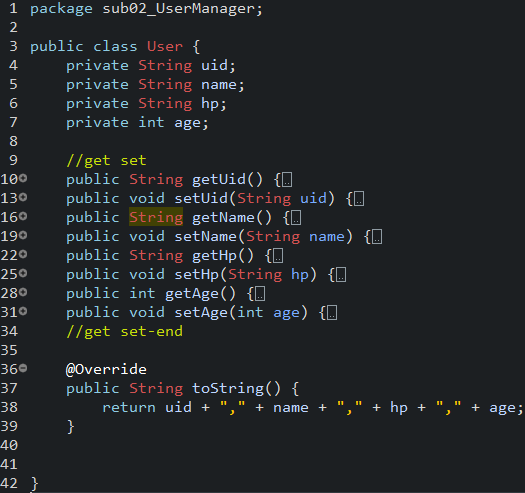 1 package sub02_UserManager;
2
3 public class User {
4     private String uid;
5     private String name;
6     private String hp;
7     private int age;
8
9     //get set
10     public String getUid() {
13     public void setUid(String uid) {
16     public String getName() {
19     public void setName(String name) {
22     public String getHp() {
25     public void setHp(String hp) {
28     public int getAge() {
31     public void setAge(int age) {
34     //get set-end
35
36     @Override
37     public String toString() {
38         return uid + "," + name + "," + hp + "," + age;
39     }
40
41
42 }